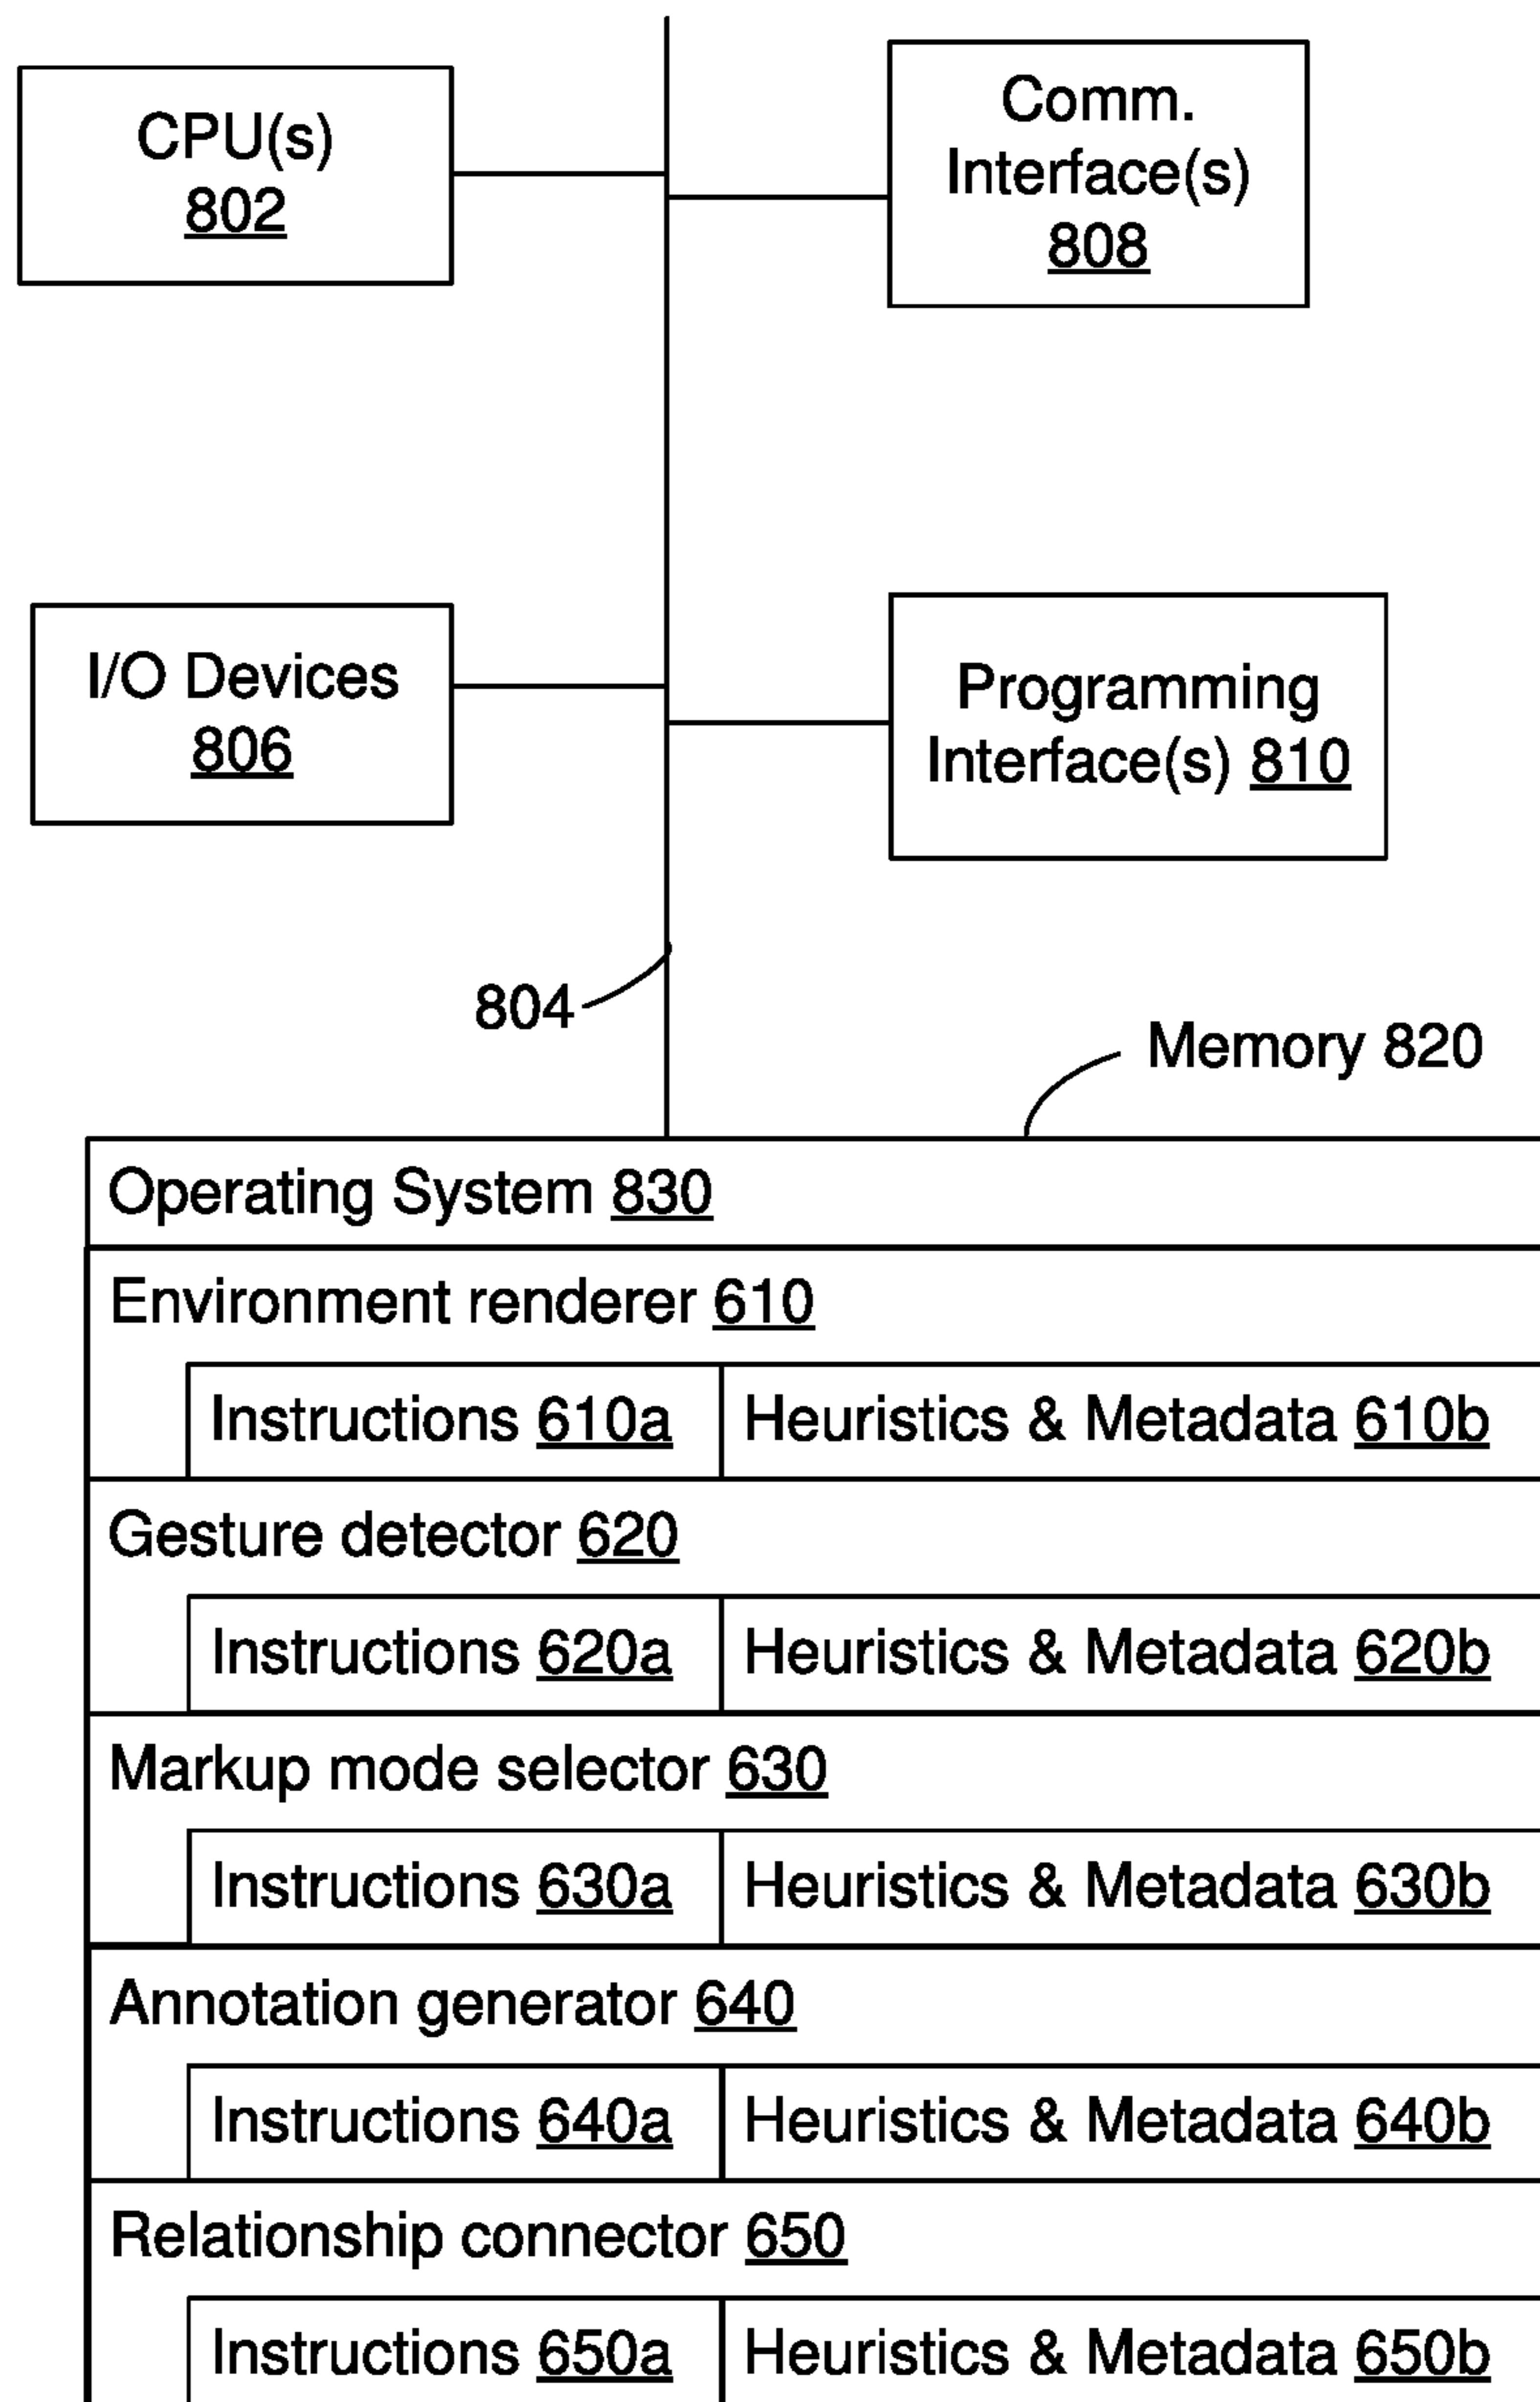 CPU(s)
802
Comm.
Interface(s)
808
I/O Devices
806
Programming
Interface(s) 810
804
Memory 820
Operating System 830
Environment renderer 610
Instructions 610a
Heuristics & Metadata 610b
Gesture detector 620
Instructions 620a
Heuristics & Metadata 620b
Markup mode selector 630
Instructions 630a
Heuristics & Metadata 630b
Annotation generator 640
Instructions 640a
Heuristics & Metadata 640b
Relationship connector 650
Instructions 650a
Heuristics & Metadata 650b